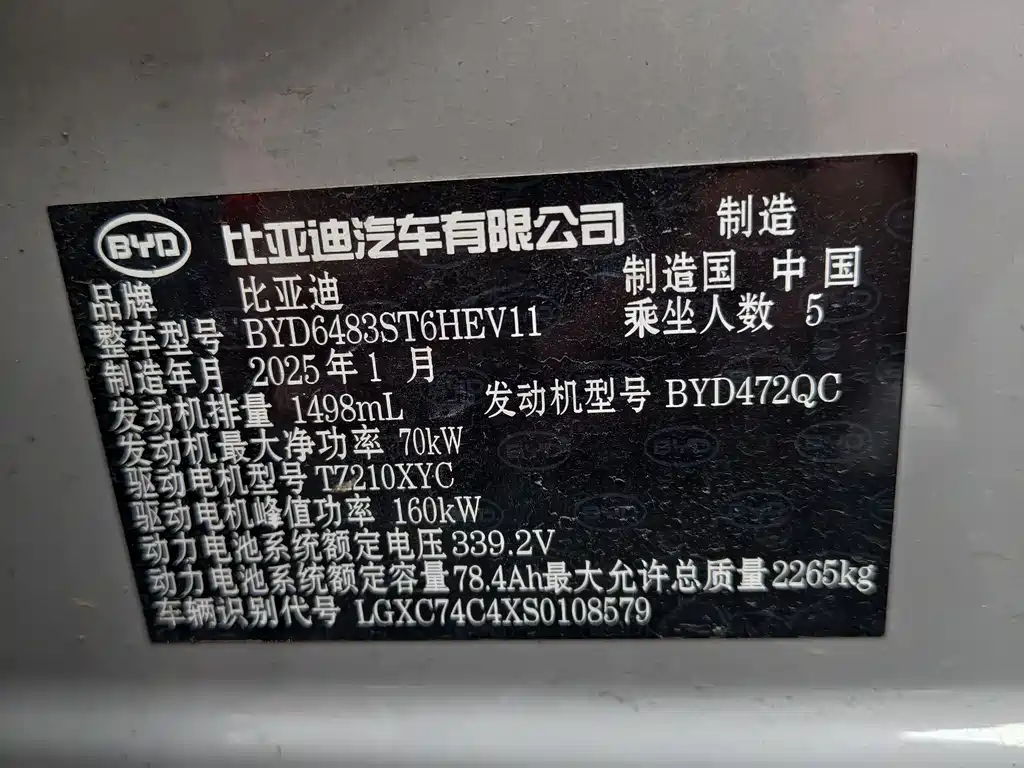 BYD 比亚迪汽车有限公司 制造
品牌 比亚迪 制造国 中国
整车型号 BYD6483ST6HEV11 乘坐人数 5
制造年月 2025年1月
发动机排量 1498mL 发动机型号 BYD472QC
发动机最大净功率 70kW
驱动电机型号 TZ210XYC
驱动电机峰值功率 160kW
动力电池系统额定电压 339.2V
动力电池系统额定容量 78.4Ah 最大允许总质量 2265kg
车辆识别代号 LGXC74C4XS0108579